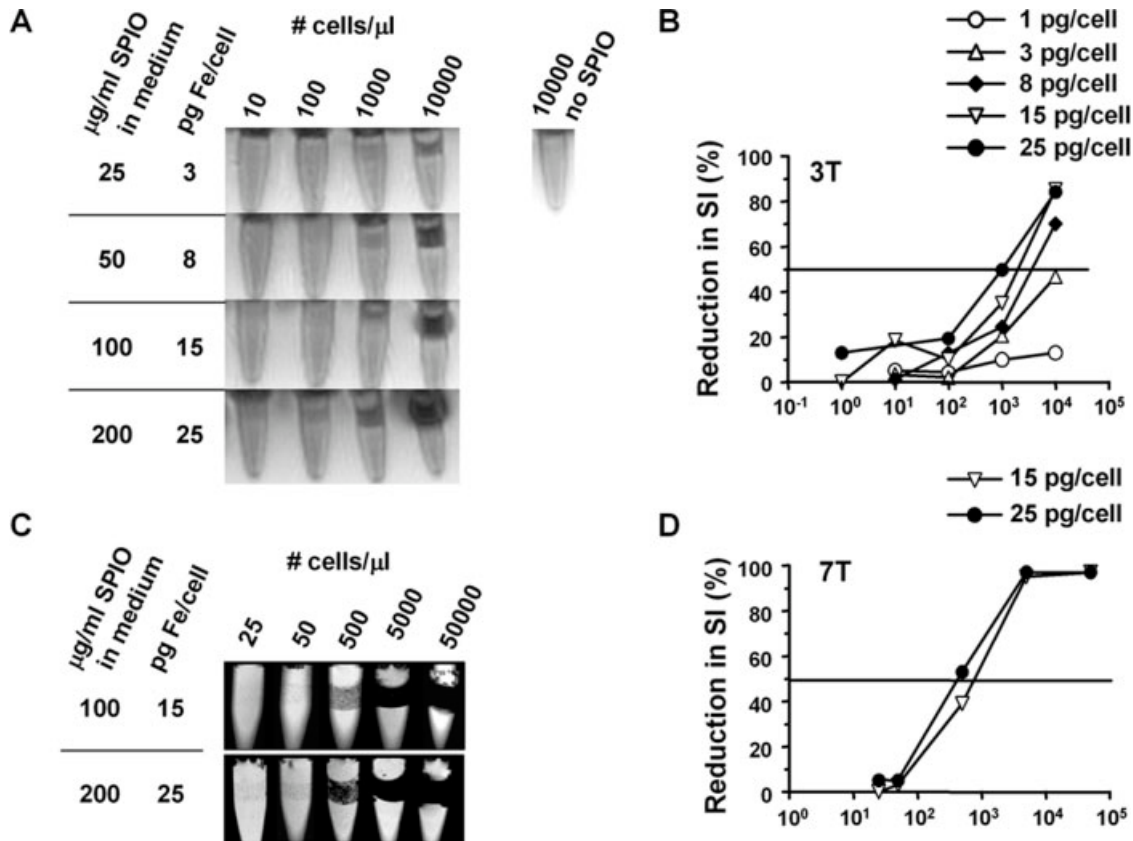 A
µg/ml SPIO
in medium
pg Fe/cell
# cells/µl
10
100
1000
10000
10000
no SPIO
25 3
50 8
100 15
200 25
B
1 pg/cell
3 pg/cell
8 pg/cell
15 pg/cell
25 pg/cell
3T
Reduction in SI (%)
100
80
60
40
20
0
10⁻¹ 10⁰ 10¹ 10² 10³ 10⁴ 10⁵
C
µg/ml SPIO
in medium
pg Fe/cell
# cells/µl
25
50
500
5000
50000
100 15
200 25
D
15 pg/cell
25 pg/cell
7T
Reduction in SI (%)
100
80
60
40
20
0
10⁰ 10¹ 10² 10³ 10⁴ 10⁵